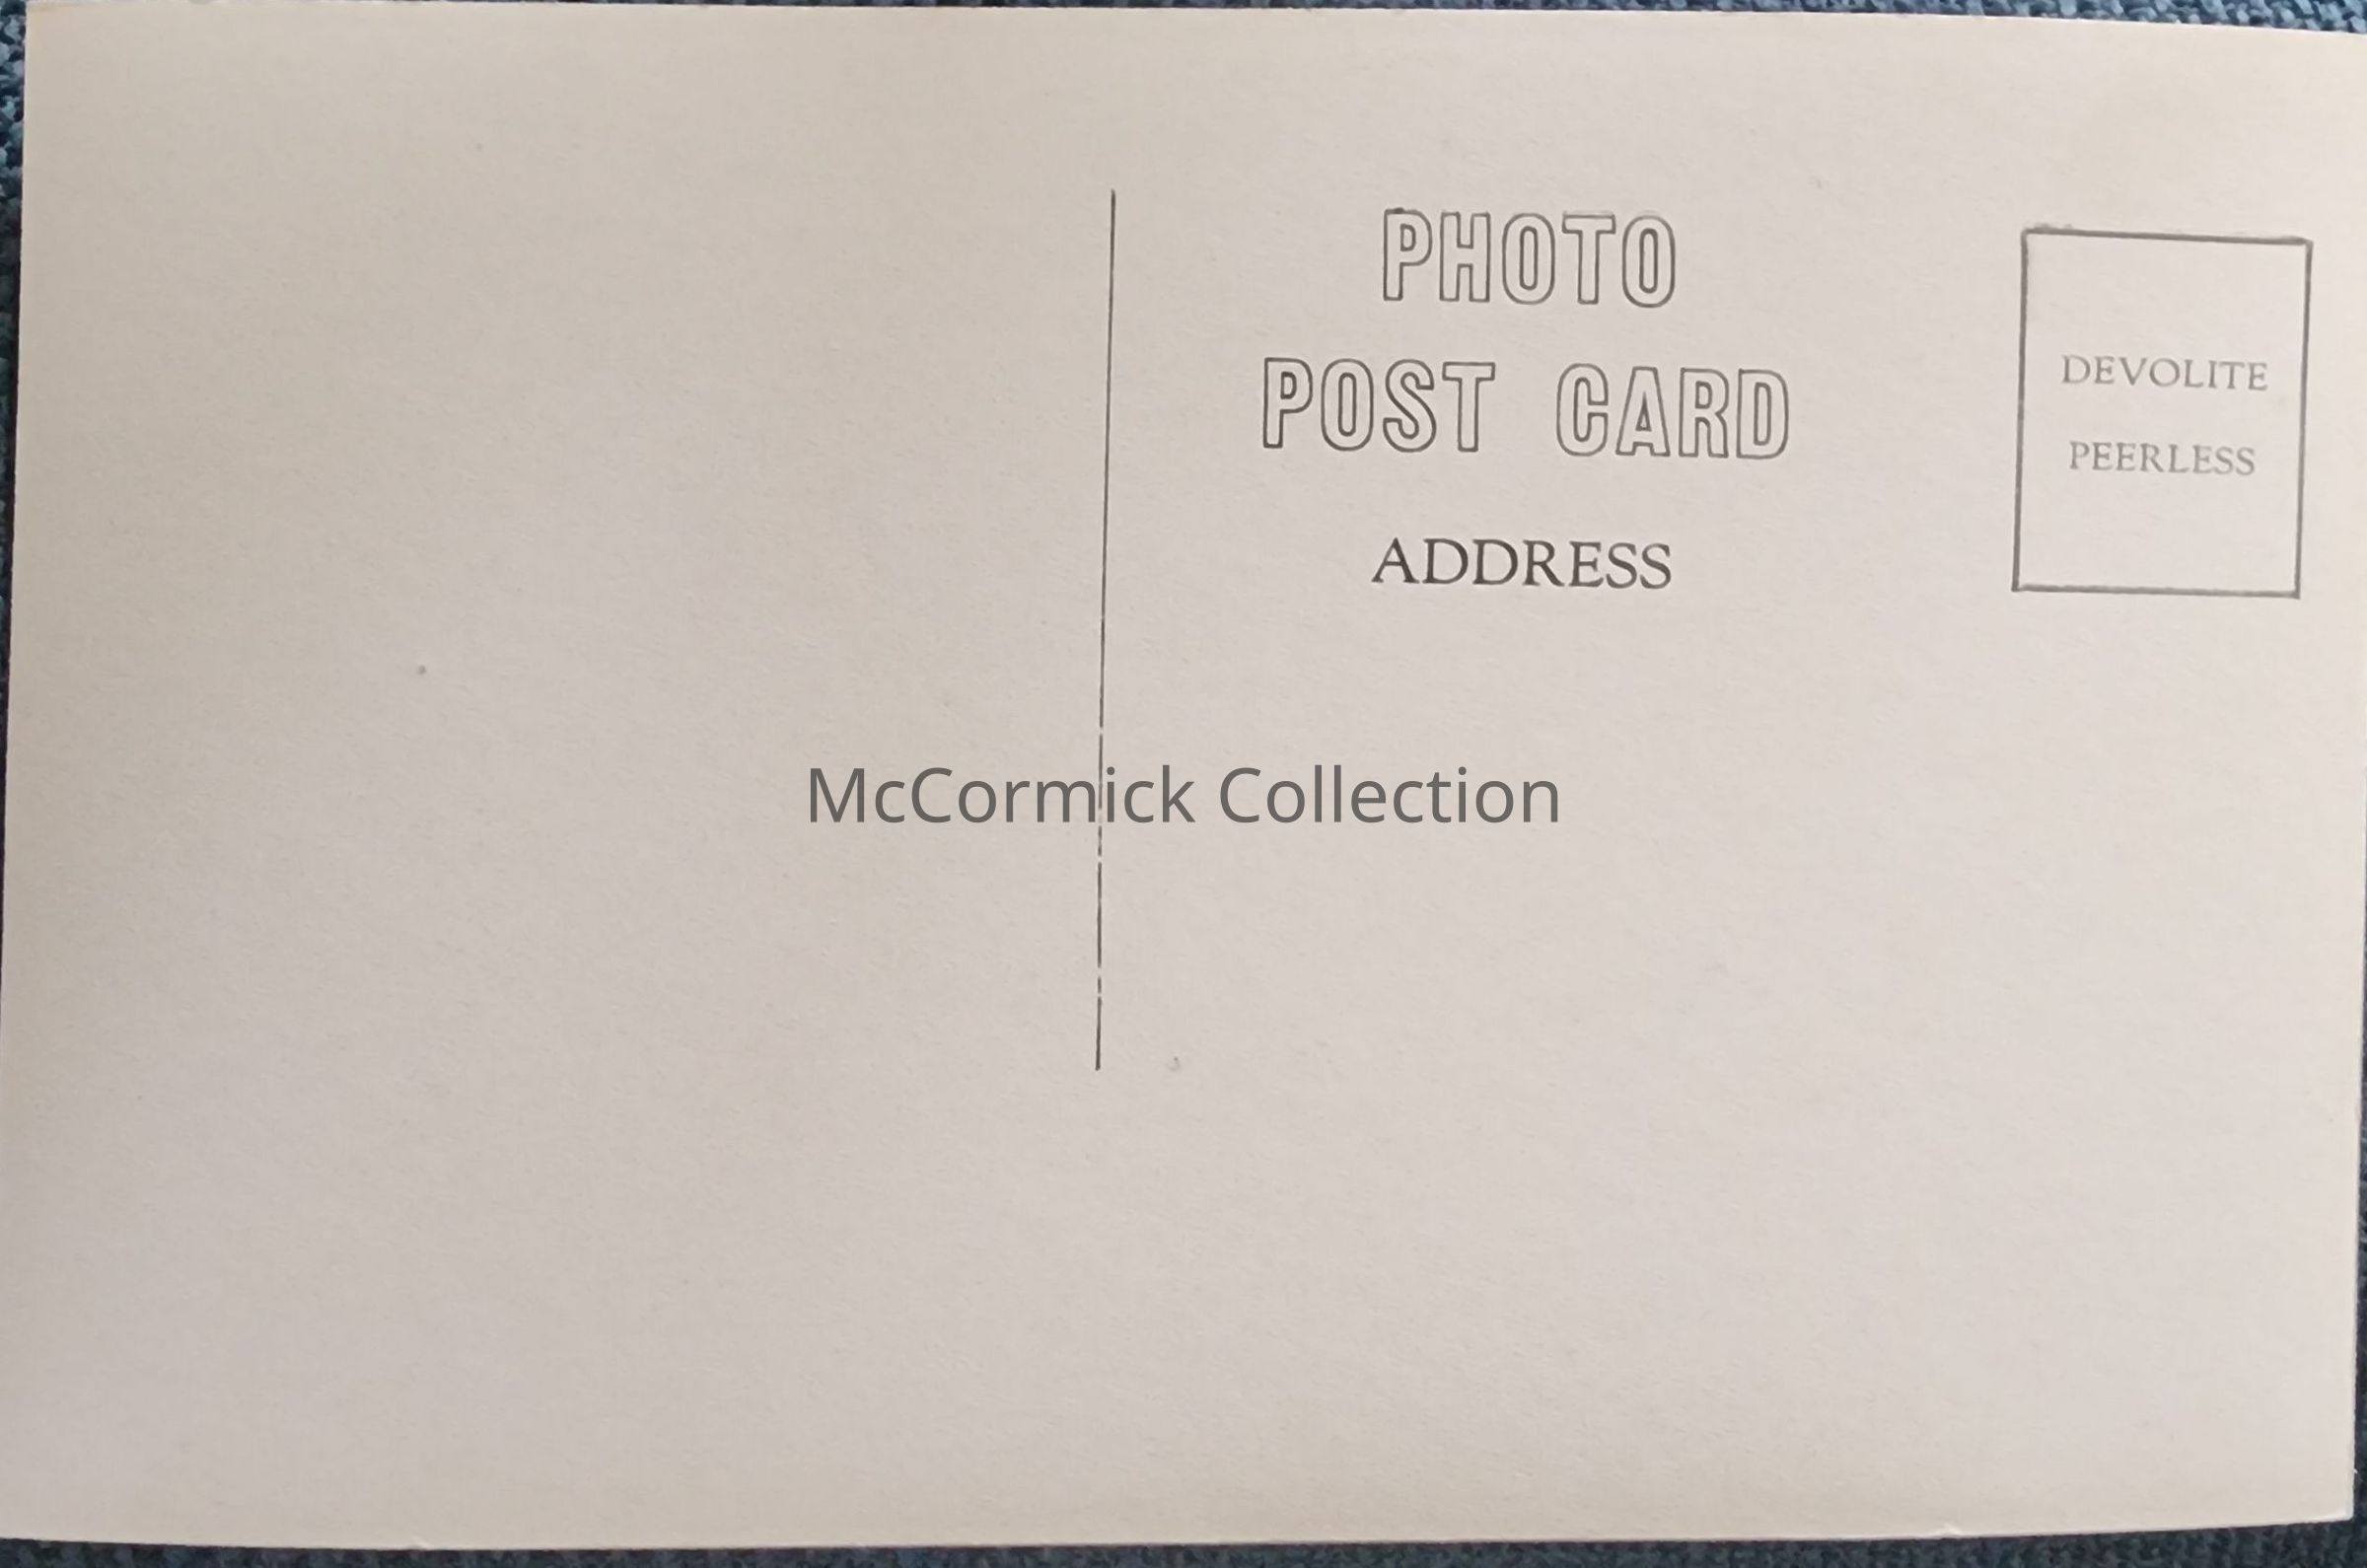 PHOTO
POST CARD
ADDRESS
DEVOLITE
PEERLESS
McCormick Collection